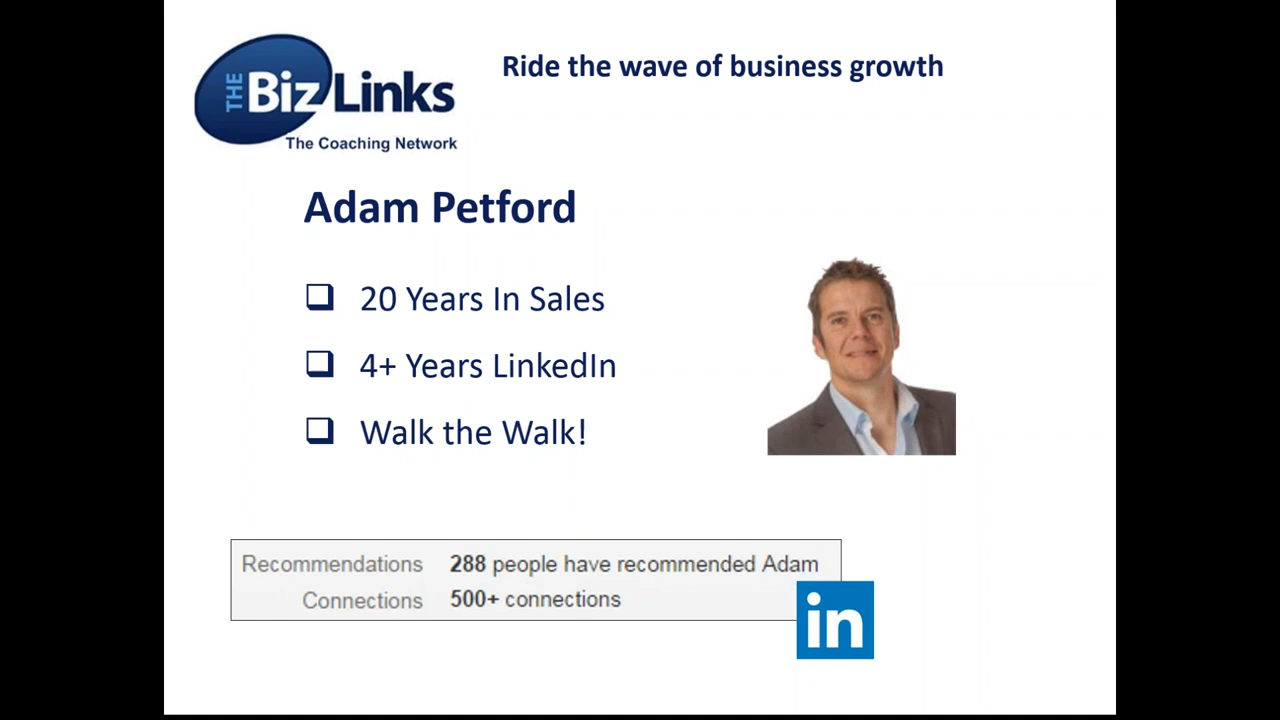 THE BizLinks
The Coaching Network
Ride the wave of business growth
Adam Petford
20 Years In Sales
4+ Years LinkedIn
Walk the Walk!
Recommendations 288 people have recommended Adam
Connections 500+ connections
in